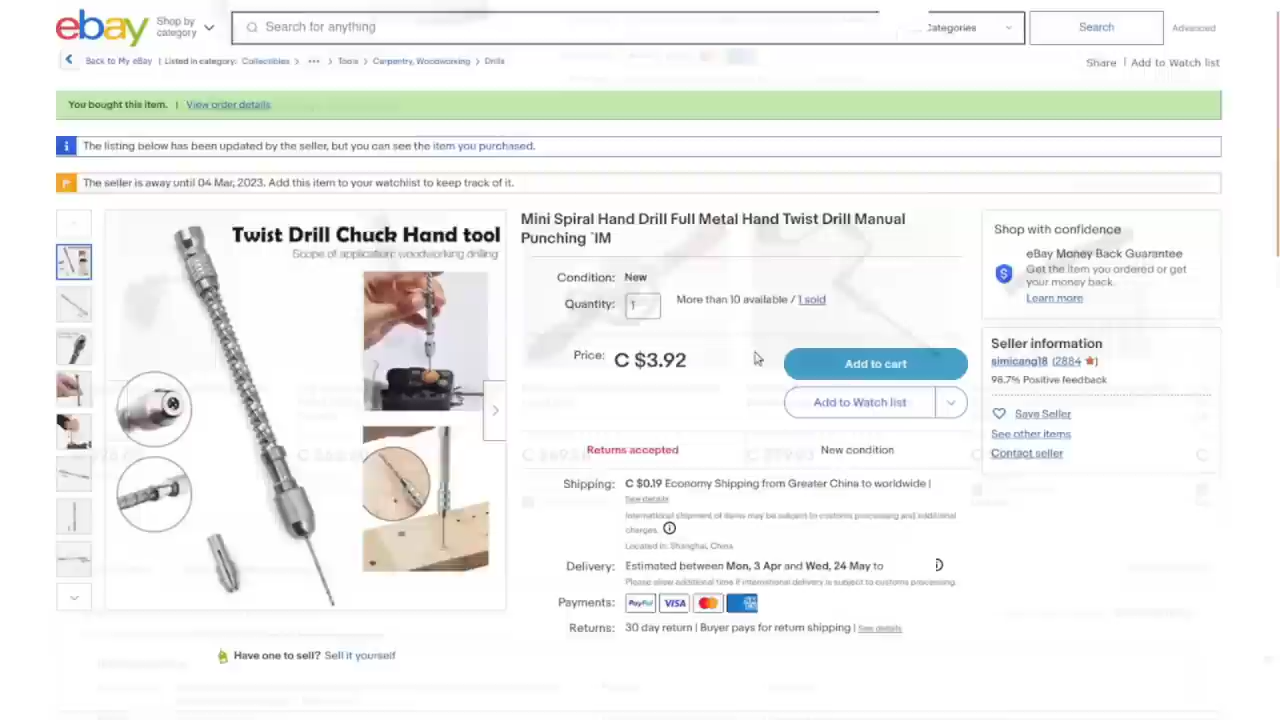 ebay
Shop by
category
Search for anything
Categories
Search
Advanced
Back to My eBay | Listed in category: Collectibles > ··· > Tools > Carpentry, Woodworking > Drills
Share | Add to Watch list
You bought this item. | View order details
The listing below has been updated by the seller, but you can see the item you purchased.
The seller is away until 04 Mar, 2023. Add this item to your watchlist to keep track of it.
Twist Drill Chuck Hand tool
Scope of application: woodworking drilling
Mini Spiral Hand Drill Full Metal Hand Twist Drill Manual
Punching `1M
Condition: New
Quantity: 1 More than 10 available / 1 sold
Price: C $3.92
Add to cart
Add to Watch list
Returns accepted
New condition
Shipping: C $0.19 Economy Shipping from Greater China to worldwide |
See details
International shipment of items may be subject to customs processing and additional
charges.
Located in: Shanghai, China
Delivery: Estimated between Mon, 3 Apr and Wed, 24 May to
Please allow additional time if international delivery is subject to customs processing.
Payments: PayPal VISA
Returns: 30 day return | Buyer pays for return shipping | See details
Shop with confidence
eBay Money Back Guarantee
Get the item you ordered or get
your money back.
Learn more
Seller information
simicang18 (2884)
98.7% Positive feedback
Save Seller
See other items
Contact seller
Have one to sell? Sell it yourself